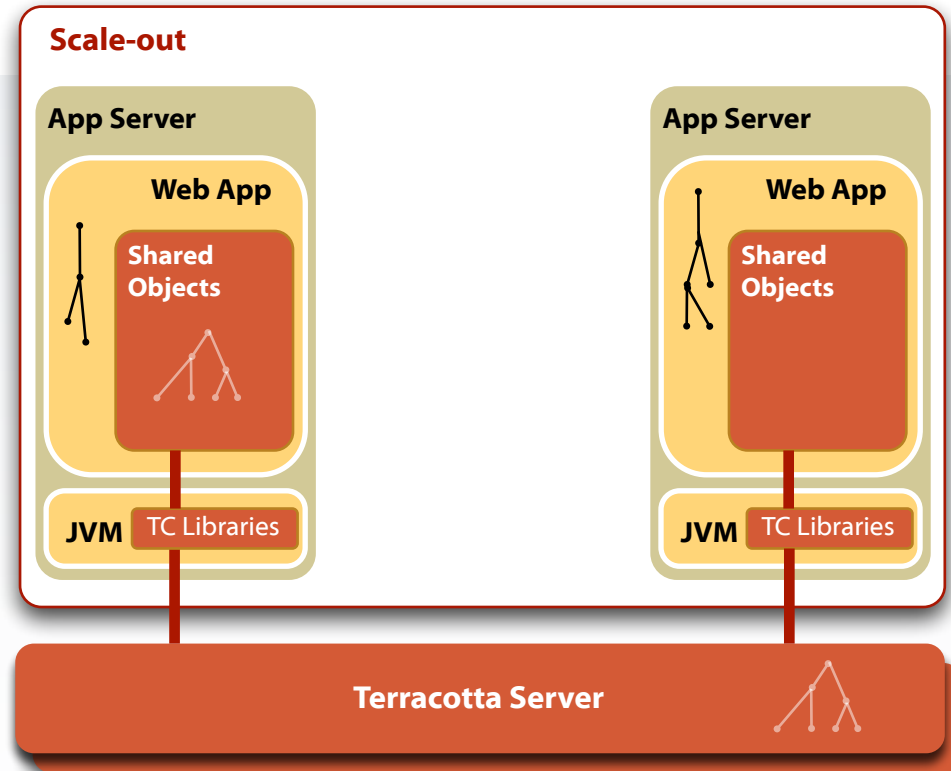 Scale-out
App Server
Web App
Shared
Objects
JVM
TC Libraries
App Server
Web App
Shared
Objects
JVM
TC Libraries
Terracotta Server